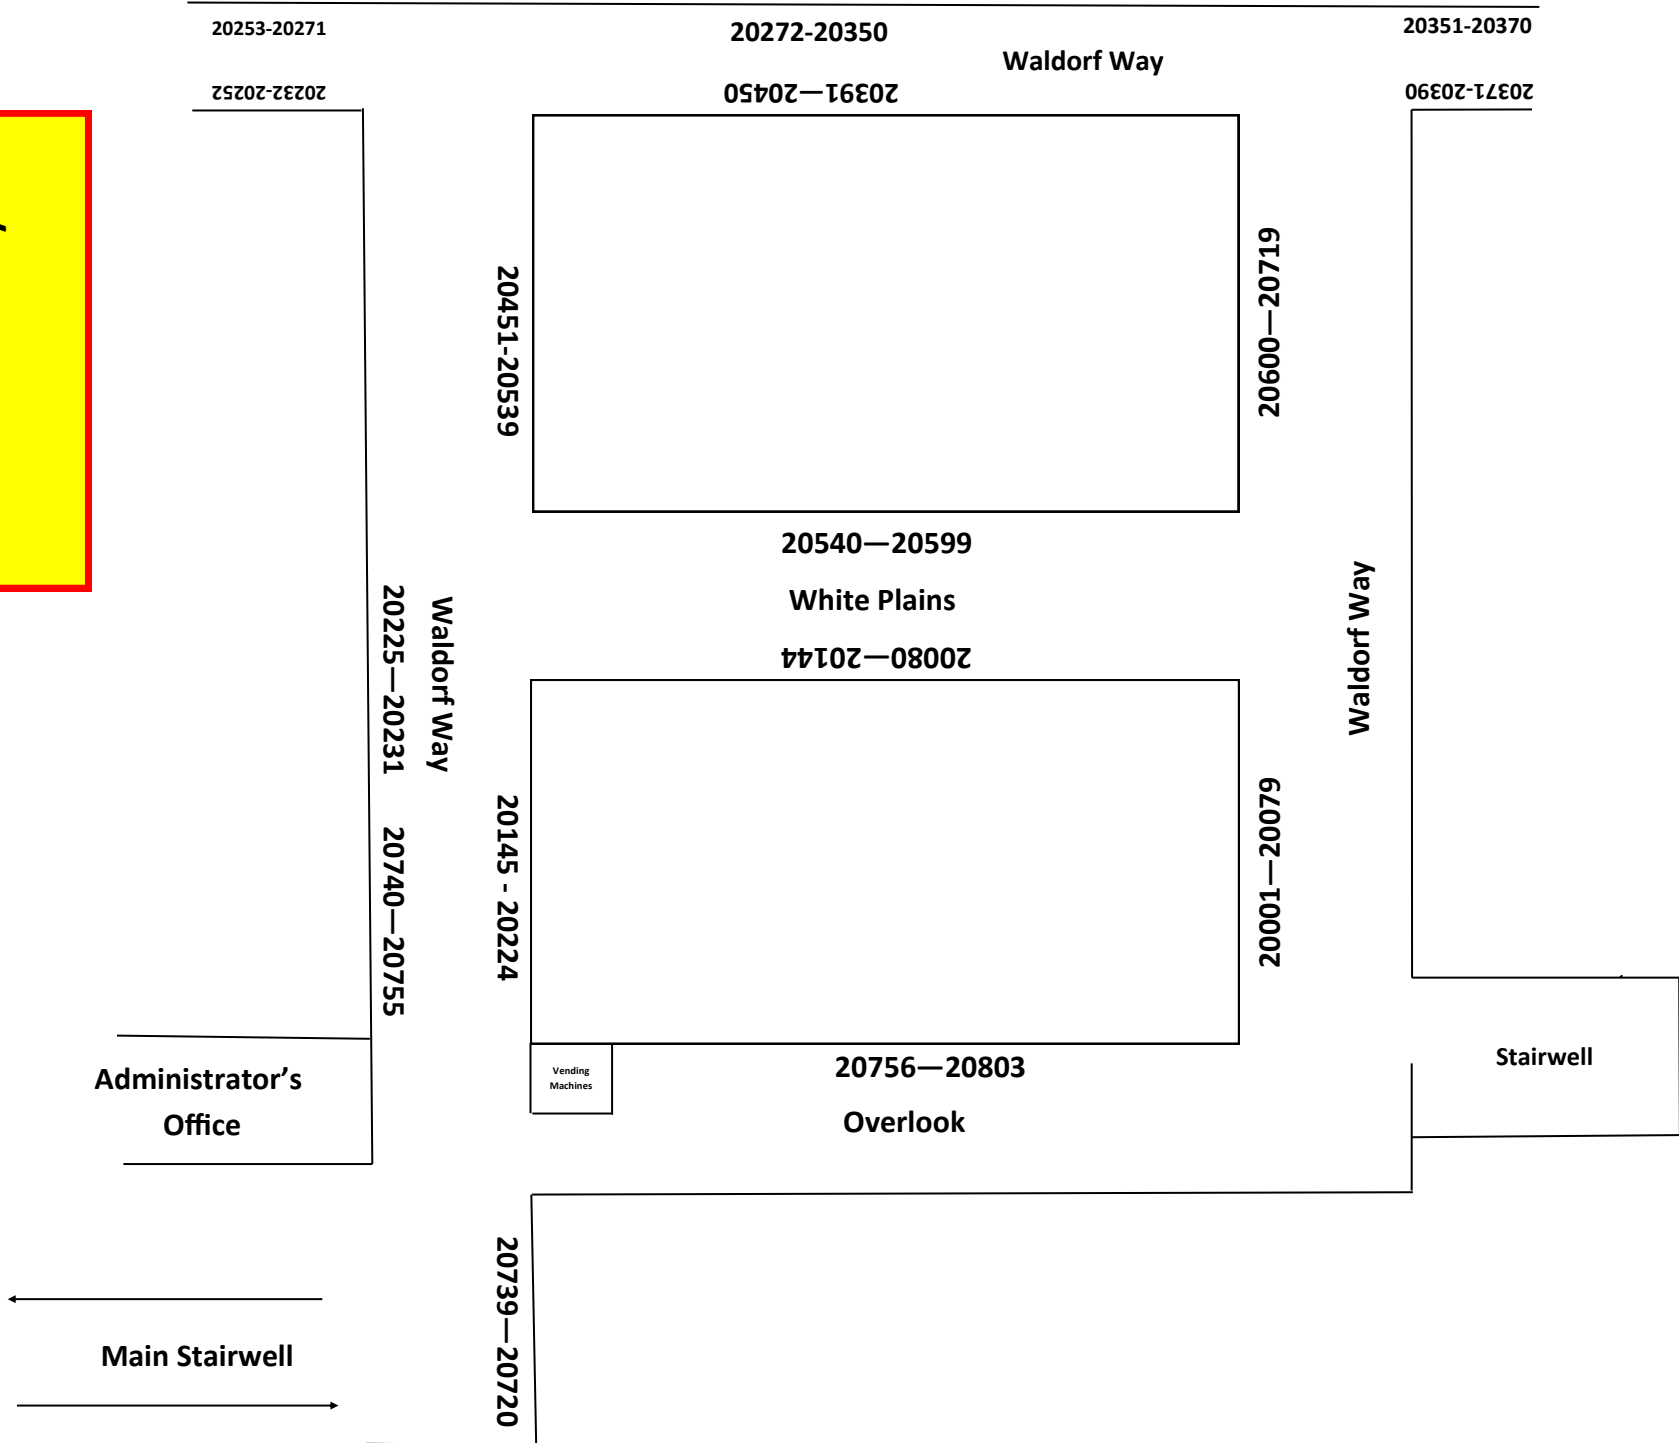 20253-20271
20272-20350
20351-20370
Waldorf Way
20232-20252
20391—20450
20371-20390
20451-20539
20600—20719
20540—20599
White Plains
20080—20144
20225—20231
Waldorf Way
Waldorf Way
20740—20755
20145 - 20224
20001—20079
Administrator’s
Office
Vending
Machines
20756—20803
Overlook
Stairwell
20739—20720
Main Stairwell